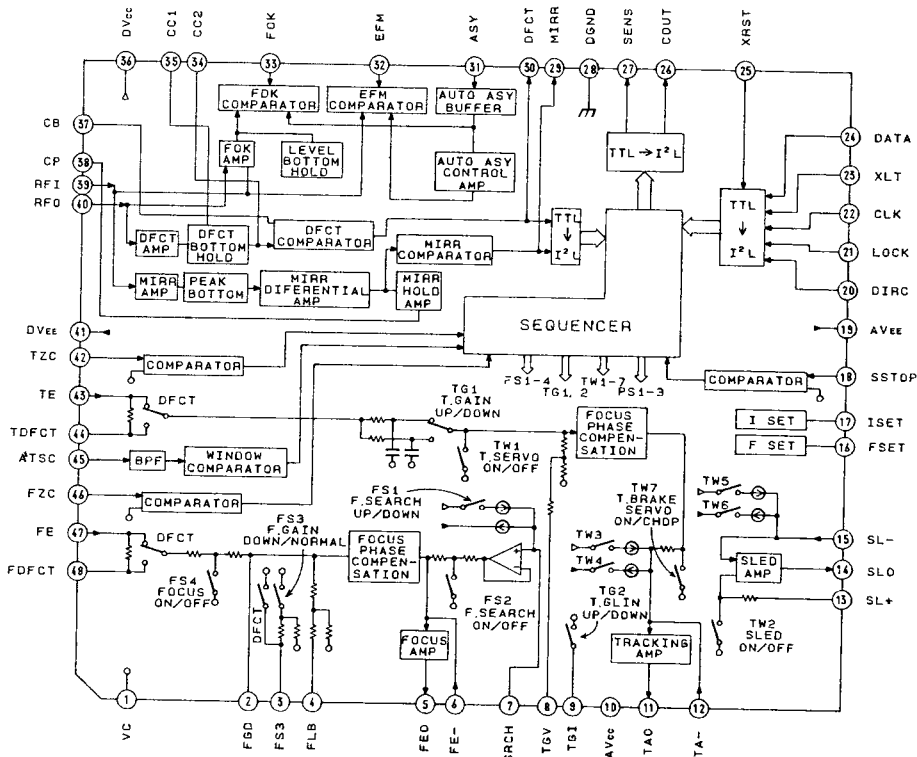 DVcc
CC1
CC2
FOK
EFM
ASY
DFCT
MIRR
DGND
SENS
COUT
XRST
36
35
34
33
32
31
30
29
28
27
26
25
FDK
COMPARATOR
EFM
COMPARATOR
AUTO ASY
BUFFER
CB
37
CP
38
RFI
39
RFO
40
FOK
AMP
LEVEL
BOTTOM
HOLD
AUTO ASY
CONTROL
AMP
TTL → I²L
24
DATA
23
XLT
22
CLK
21
LOCK
20
DIRC
TTL
↓
I²L
DFCT
AMP
DFCT
BOTTOM
HOLD
DFCT
COMPARATOR
TTL
↓
I²L
MIRR
COMPARATOR
MIRR
AMP
PEAK
BOTTOM
MIRR
DIFERENTIAL
AMP
MIRR
HOLD
AMP
SEQUENCER
DVEE
41
19
AVEE
TZC
42
COMPARATOR
FS1-4
TG1, 2
TW1-7
PS1-3
COMPARATOR
18
SSTOP
TE
43
DFCT
TG1
T.GAIN
UP/DOWN
FOCUS
PHASE
COMPEN-
SATION
I SET
17
ISET
TDFCT
44
F SET
16
FSET
ATSC
45
BPF
WINDOW
COMPARATOR
TW1
T.SERVO
ON/OFF
FZC
46
COMPARATOR
FS1
F.SEARCH
UP/DOWN
TW7
T.BRAKE
SERVO
ON/CHOP
TW5
TW6
FE
47
DFCT
FS3
F.GAIN
DOWN/NORMAL
FOCUS
PHASE
COMPEN-
SATION
TW3
TW4
15
SL-
FDFCT
48
FS4
FOCUS
ON/OFF
DFCT
FS2
F.SEARCH
ON/OFF
TG2
T.GLIN
UP/DOWN
SLED
AMP
14
SLO
13
SL+
FOCUS
AMP
TRACKING
AMP
TW2
SLED
ON/OFF
1
2
3
4
5
6
7
8
9
10
11
12
VC
FGD
FS3
FLB
FEO
FE-
SRCH
TGV
TGI
AVcc
TAO
TA-